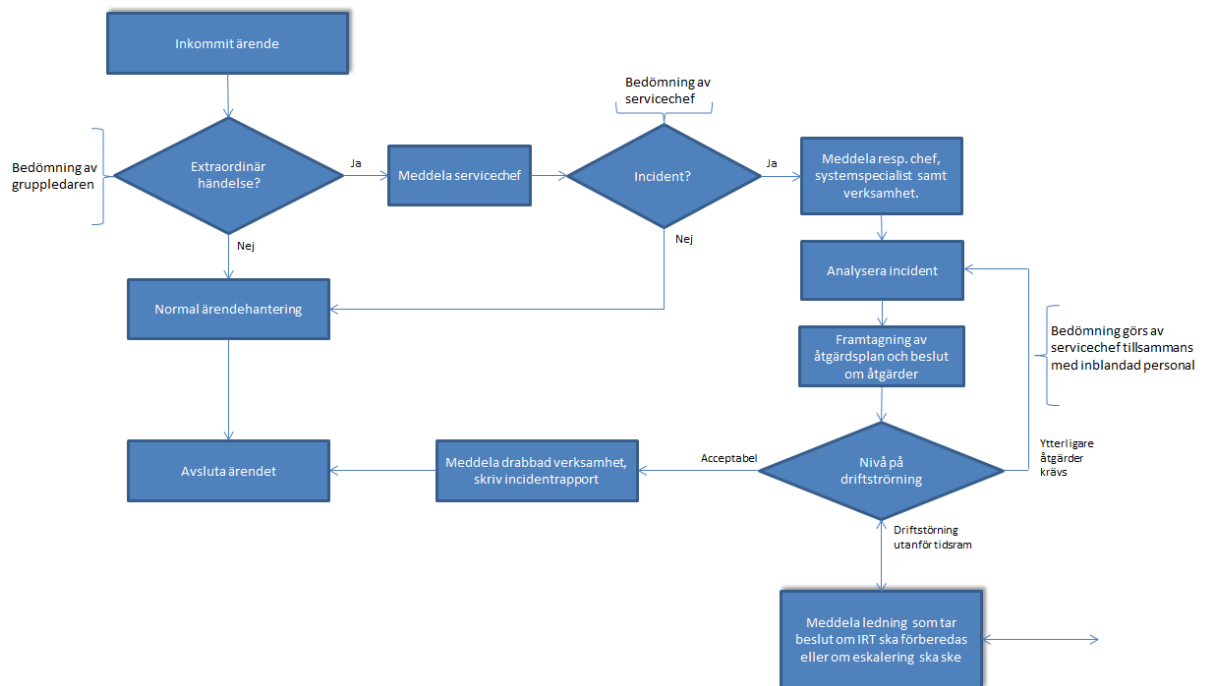 Inkommit ärende
Bedömning av
servicechef
Bedömning av
gruppledaren
Extraordinär
händelse?
Ja
Meddela servicechef
Incident?
Ja
Meddela resp. chef,
systemspecialist samt
verksamhet.
Nej
Nej
Analysera incident
Normal ärendehantering
Framtagning av
åtgärdsplan och beslut
om åtgärder
Bedömning görs av
servicechef tillsammans
med inblandad personal
Avsluta ärendet
Meddela drabbad verksamhet,
skriv incidentrapport
Acceptabel
Nivå på
driftströrning
Ytterligare
åtgärder
krävs
Driftstörning
utanför tidsram
Meddela ledning som tar
beslut om IRT ska förberedas
eller om eskalering ska ske